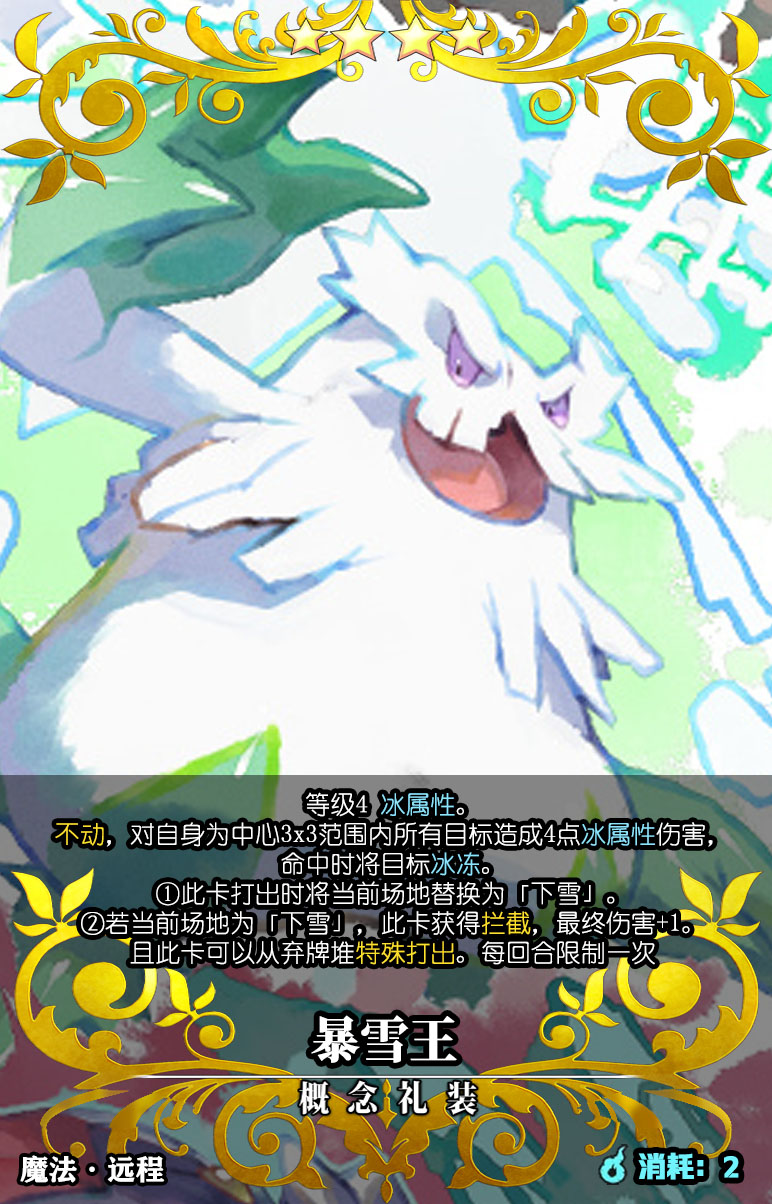 等级4 冰属性。
不动，对自身为中心3x3范围内所有目标造成4点冰属性伤害，
命中时将目标冰冻。
①此卡打出时将当前场地替换为「下雪」。
②若当前场地为「下雪」，此卡获得拦截，最终伤害+1。
且此卡可以从弃牌堆特殊打出。每回合限制一次
暴雪王
概念礼装
魔法·远程
消耗：2